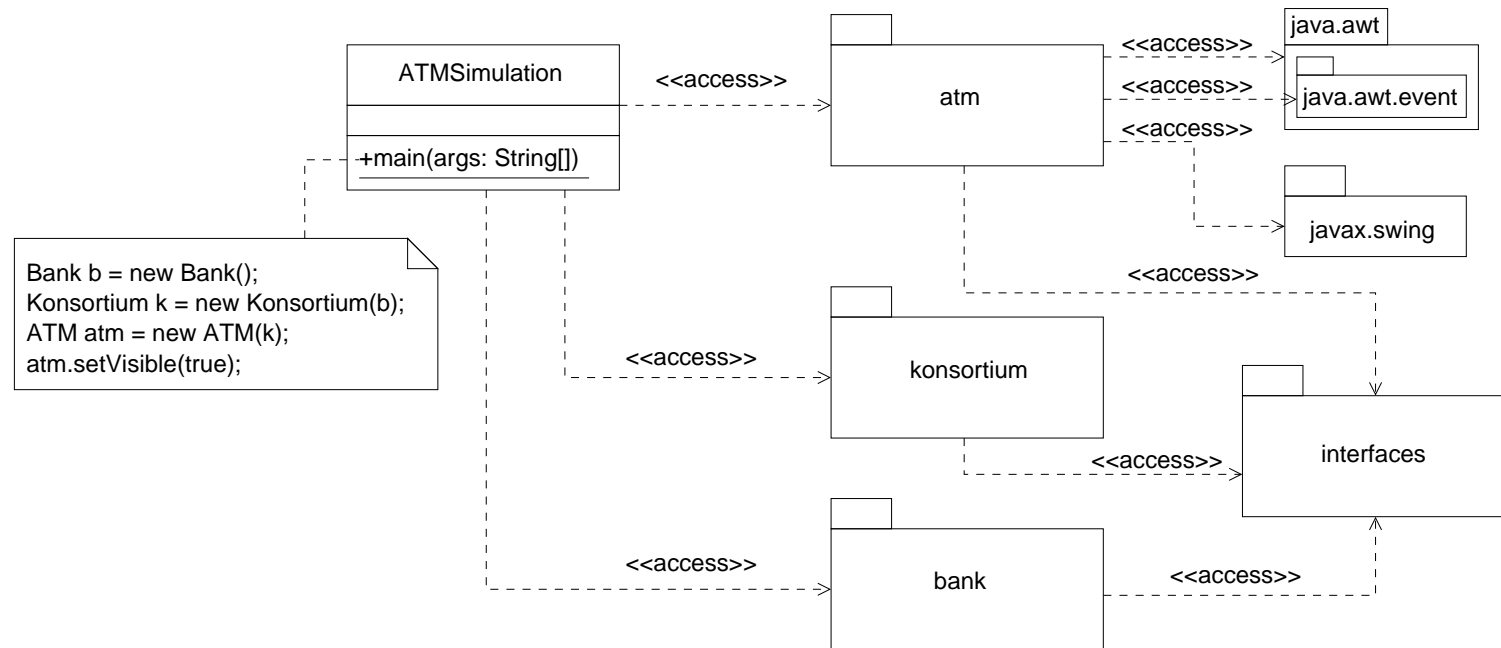 ATMSimulation
+main(args: String[])
Bank b = new Bank();
Konsortium k = new Konsortium(b);
ATM atm = new ATM(k);
atm.setVisible(true);
<<access>>
atm
<<access>>
<<access>>
<<access>>
java.awt
java.awt.event
javax.swing
<<access>>
<<access>>
konsortium
<<access>>
interfaces
<<access>>
bank
<<access>>